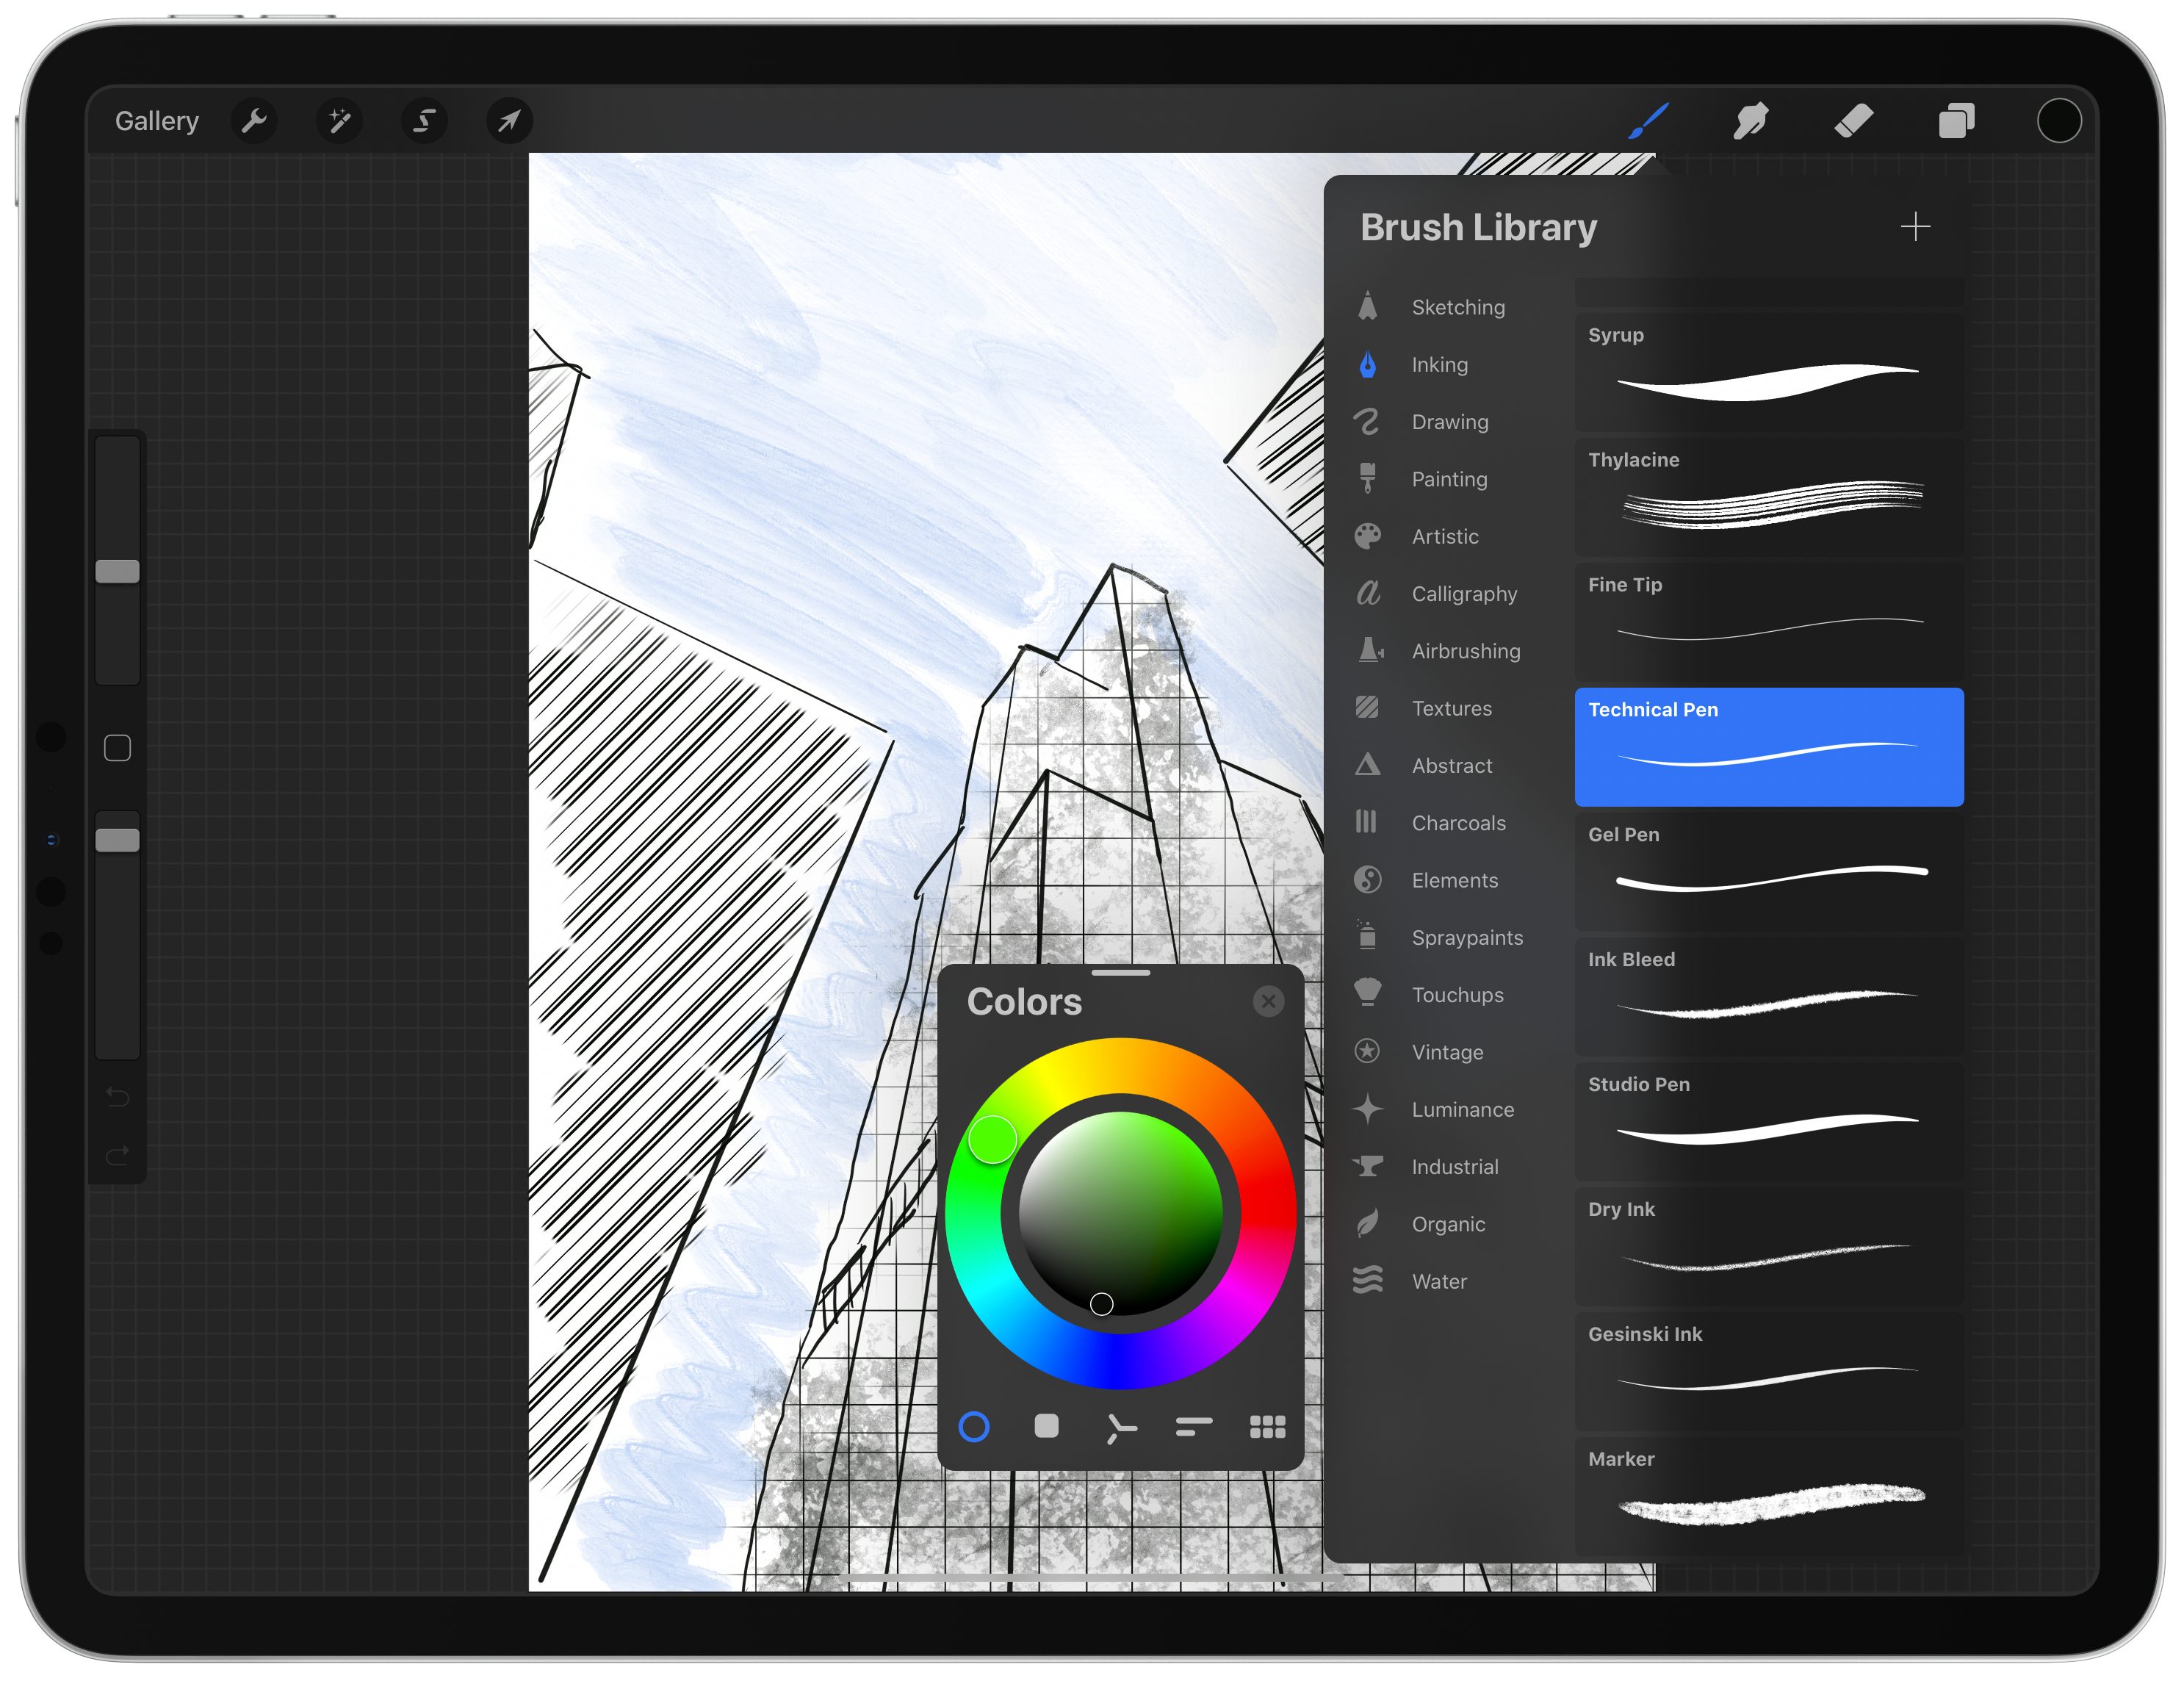 Gallery
Brush Library
Sketching
Inking
Drawing
Painting
Artistic
Calligraphy
Airbrushing
Textures
Abstract
Charcoals
Elements
Spraypaints
Touchups
Vintage
Luminance
Industrial
Organic
Water
Syrup
Thylacine
Fine Tip
Technical Pen
Gel Pen
Ink Bleed
Studio Pen
Dry Ink
Gesinski Ink
Marker
Colors